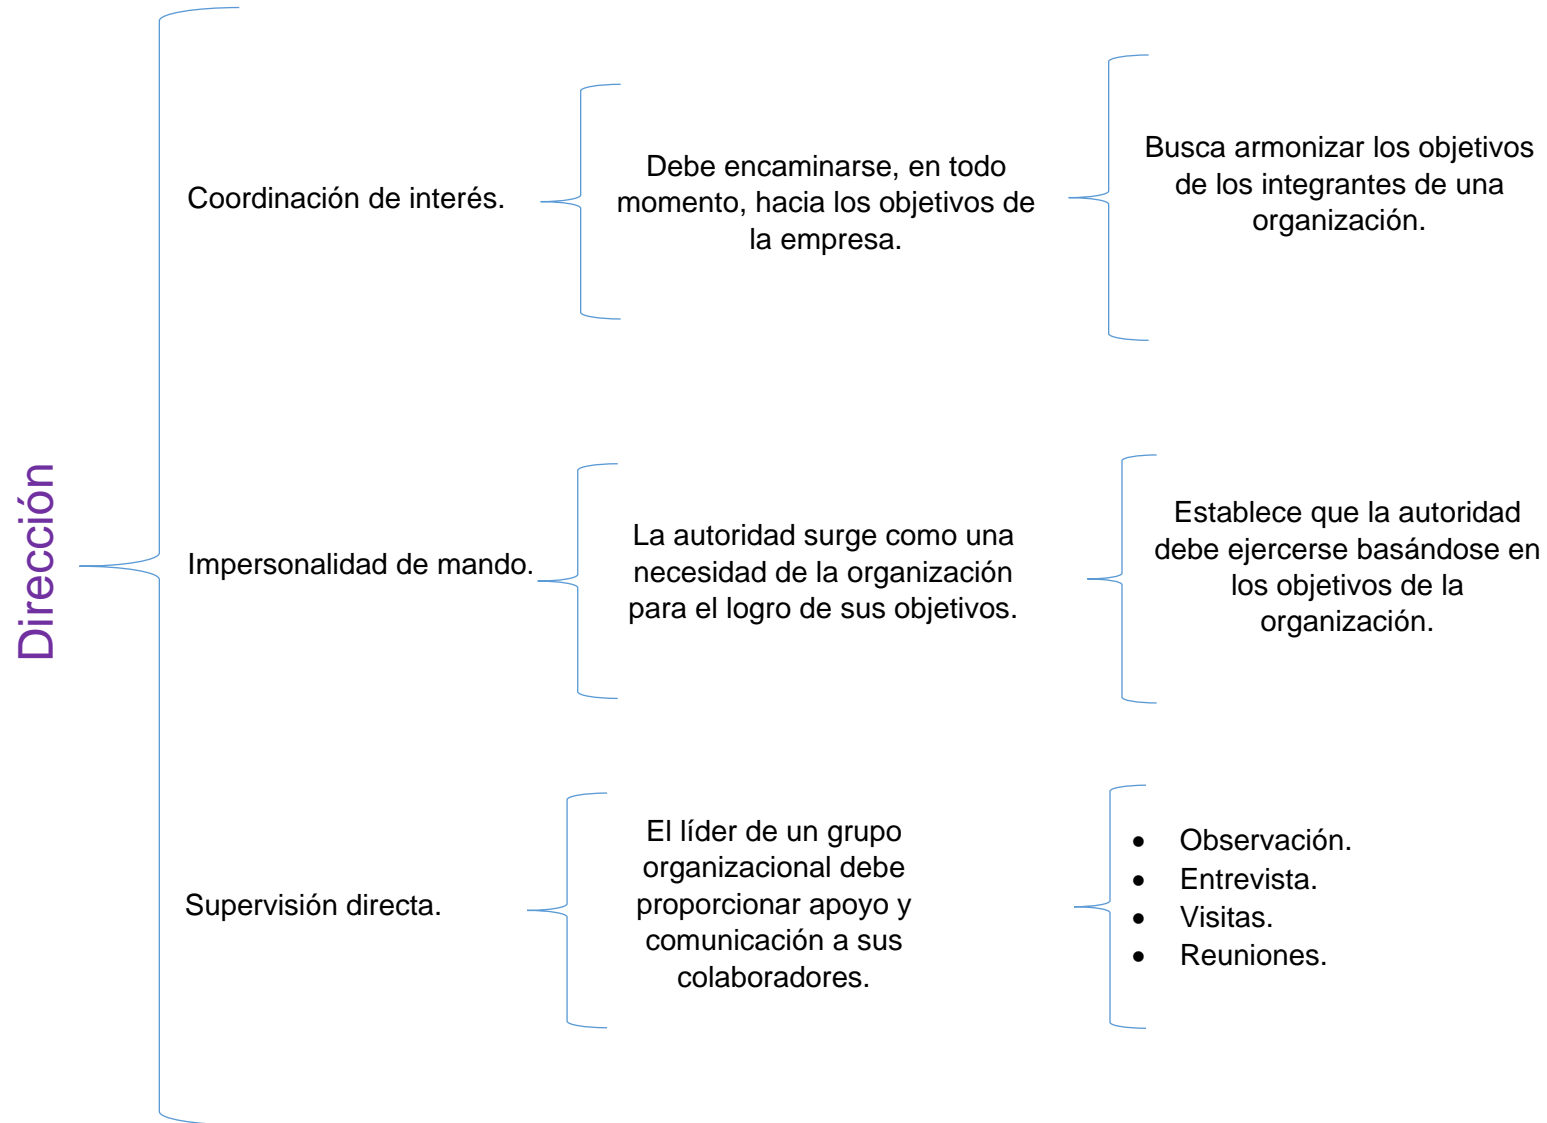 Dirección
Coordinación de interés.
Debe encaminarse, en todo
momento, hacia los objetivos de
la empresa.
Busca armonizar los objetivos
de los integrantes de una
organización.
Impersonalidad de mando.
La autoridad surge como una
necesidad de la organización
para el logro de sus objetivos.
Establece que la autoridad
debe ejercerse basándose en
los objetivos de la
organización.
Supervisión directa.
El líder de un grupo
organizacional debe
proporcionar apoyo y
comunicación a sus
colaboradores.
• Observación.
• Entrevista.
• Visitas.
• Reuniones.